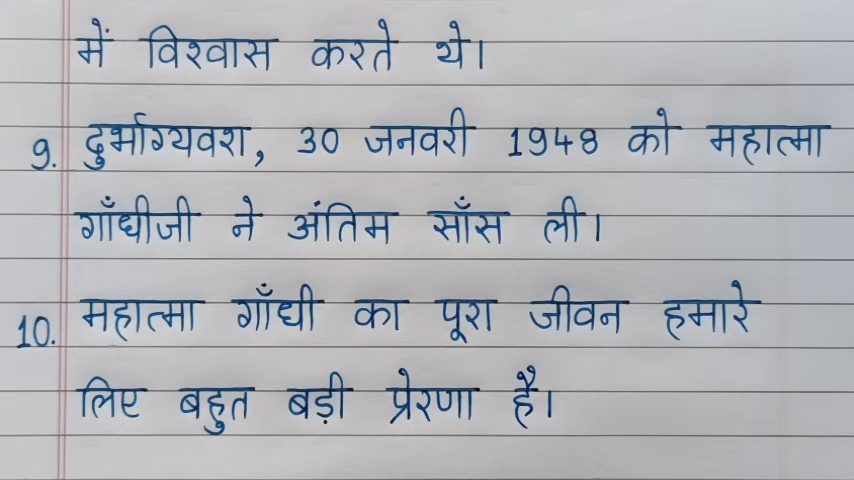 में विश्वास करते थे।
9. दुर्भाग्यवश, 30 जनवरी 1948 को महात्मा
गाँधीजी ने अंतिम साँस ली।
10. महात्मा गाँधी का पूरा जीवन हमारे
लिए बहुत बड़ी प्रेरणा है।